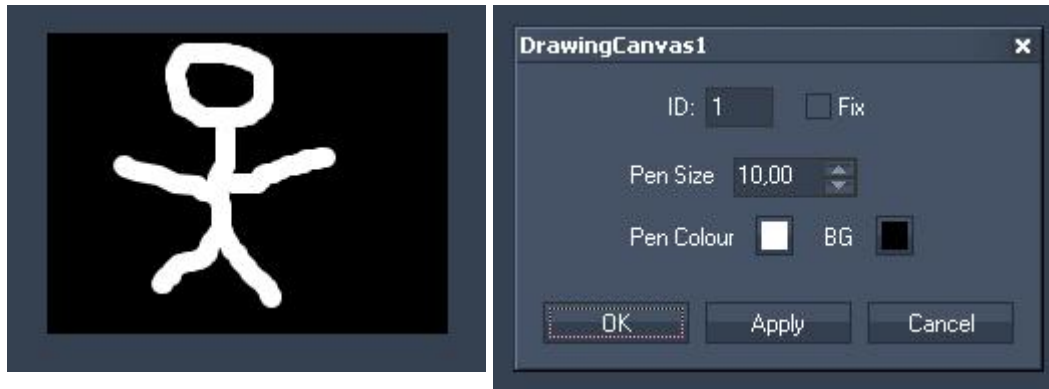 DrawingCanvas1
ID: 1 Fix
Pen Size 10,00
Pen Colour BG
OK Apply Cancel